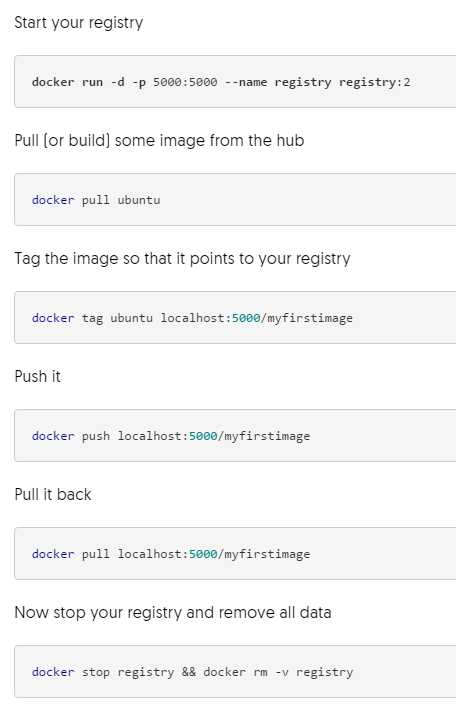 Start your registry
docker run -d -p 5000:5000 --name registry registry:2
Pull (or build) some image from the hub
docker pull ubuntu
Tag the image so that it points to your registry
docker tag ubuntu localhost:5000/myfirstimage
Push it
docker push localhost:5000/myfirstimage
Pull it back
docker pull localhost:5000/myfirstimage
Now stop your registry and remove all data
docker stop registry && docker rm -v registry